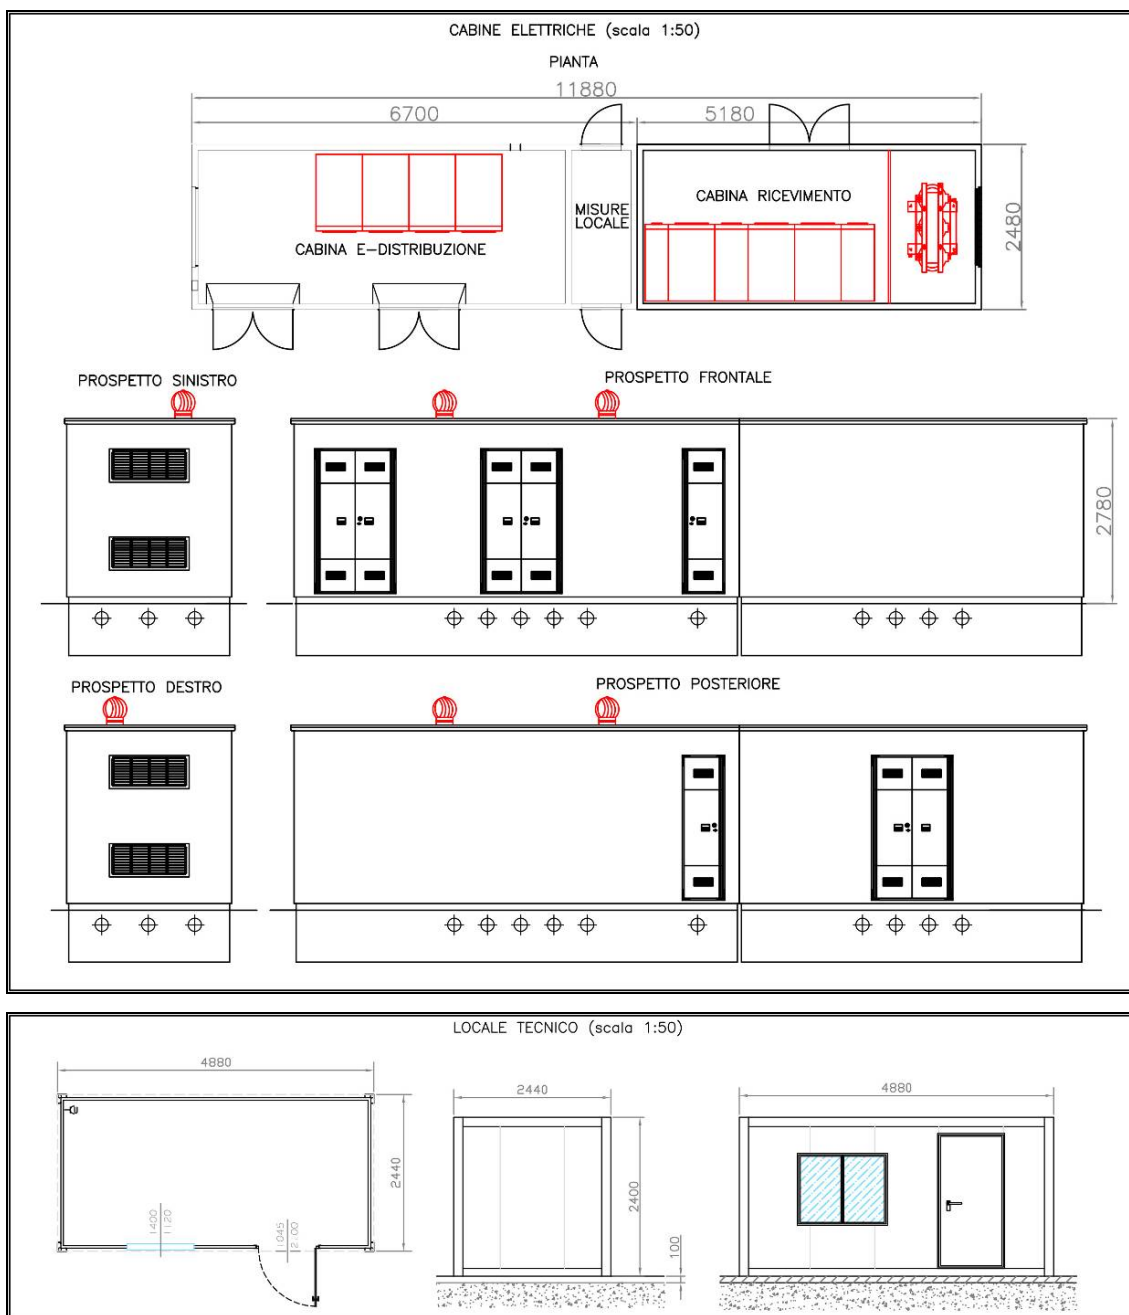 CABINE ELETTRICHE (scala 1:50)
PIANTA
11880
6700
5180
CABINA E-DISTRIBUZIONE
MISURE
LOCALE
CABINA RICEVIMENTO
2480
PROSPETTO SINISTRO
PROSPETTO FRONTALE
2780
PROSPETTO DESTRO
PROSPETTO POSTERIORE
LOCALE TECNICO (scala 1:50)
4880
2440
1400
1120
1045
2100
2440
2400
100
4880